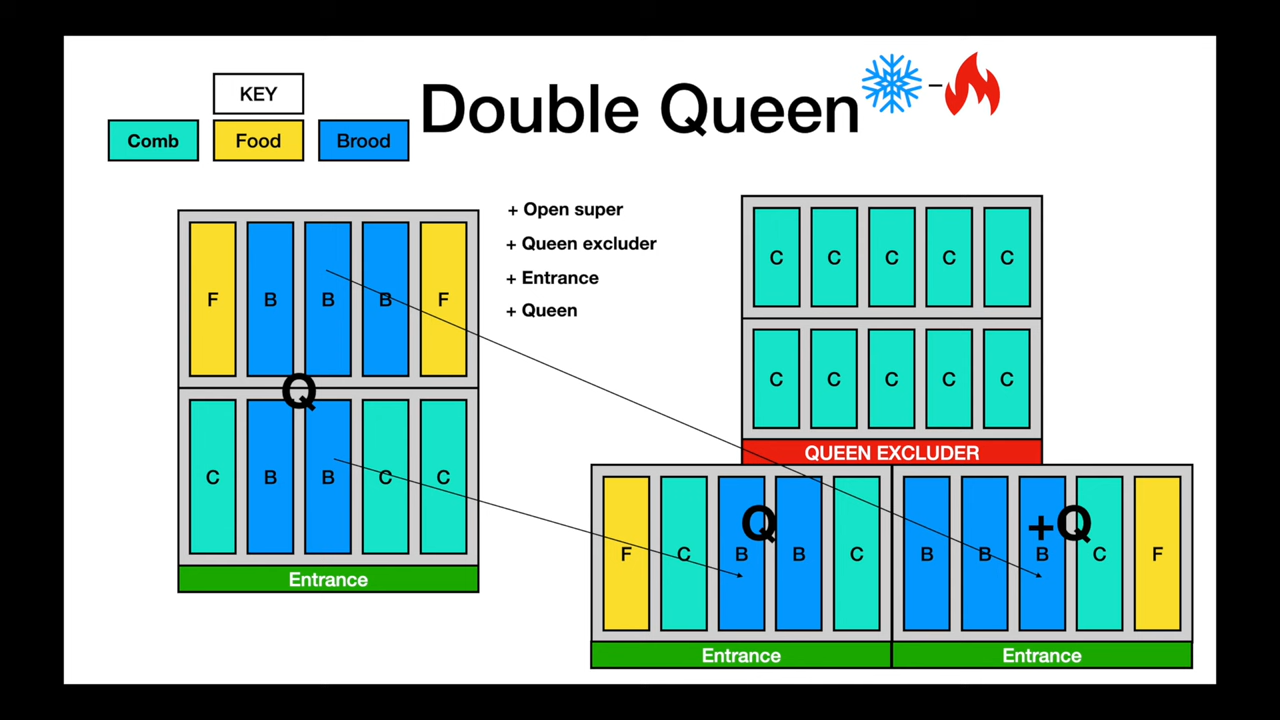 KEY
Double Queen
Comb Food Brood
+ Open super
+ Queen excluder
+ Entrance
+ Queen
F B B B F
Q
C B B C C
Entrance
C C C C C
C C C C C
QUEEN EXCLUDER
Q
F C B B C
Entrance
+Q
B B B C F
Entrance